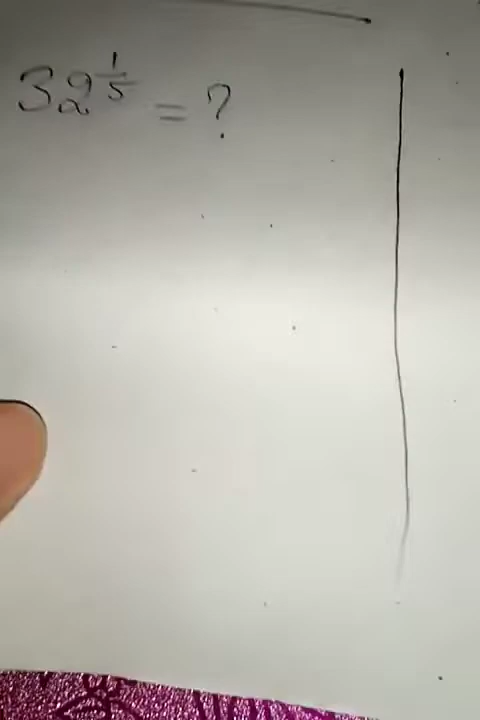 32^{1/5} = ?